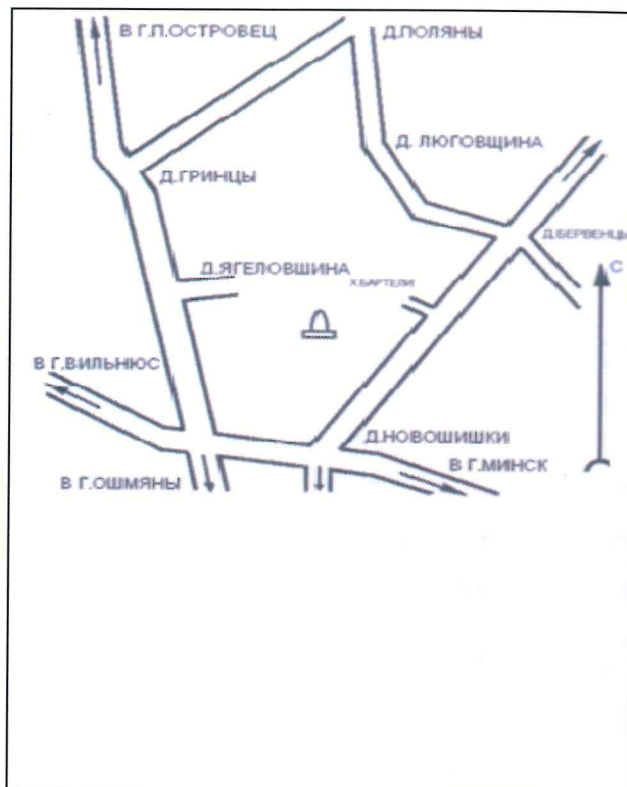 В Г.П.ОСТРОВЕЦ
Д.ПОЛЯНЫ
Д. ЛЮГОВЩИНА
Д.ГРИНЦЫ
Д.БЕРВЕНЦЫ
Д.ЯГЕЛОВШИНА
Х.БАРТЕЛИ
С
В Г.ВИЛЬНЮС
Д.НОВОШИШКИ
В Г.МИНСК
В Г.ОШМЯНЫ